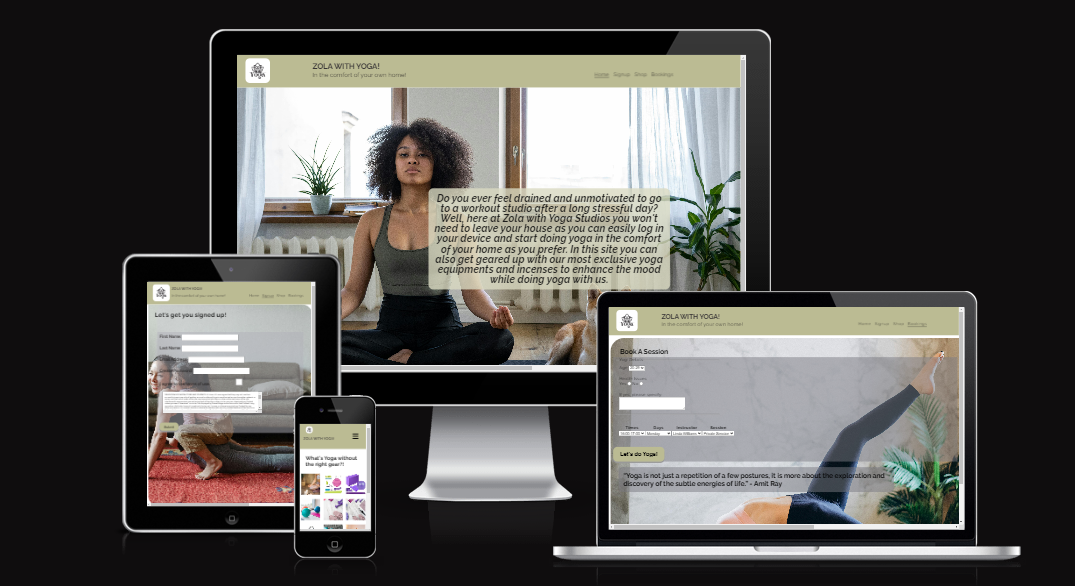 YOGA
ZOLA WITH YOGA!
In the comfort of your own home!
Home Signup Shop Bookings
Do you ever feel drained and unmotivated to go
to a workout studio after a long stressful day?
Well, here at Zola with Yoga Studios you won't
need to leave your house as you can easily log in
your device and start doing yoga in the comfort
of your home as you prefer. In this site you can
also get geared up with our most exclusive yoga
equipments and incenses to enhance the mood
while doing yoga with us.
ZOLA WITH YOGA!
In the comfort of your own home!
Home Signup Shop Bookings
Let's get you signed up!
First Name
Last Name
ZOLA WITH YOGA!
What's Yoga without
the right gear?!
ZOLA WITH YOGA!
In the comfort of your own home!
Home Signup Shop Bookings
Book A Session
Times Days Instructor Session
Monday Linda Williams Private Session
Let's do Yoga!
"Yoga is not just a repetition of a few postures, it is more about the exploration and
discovery of the subtle energies of life." - Amit Ray